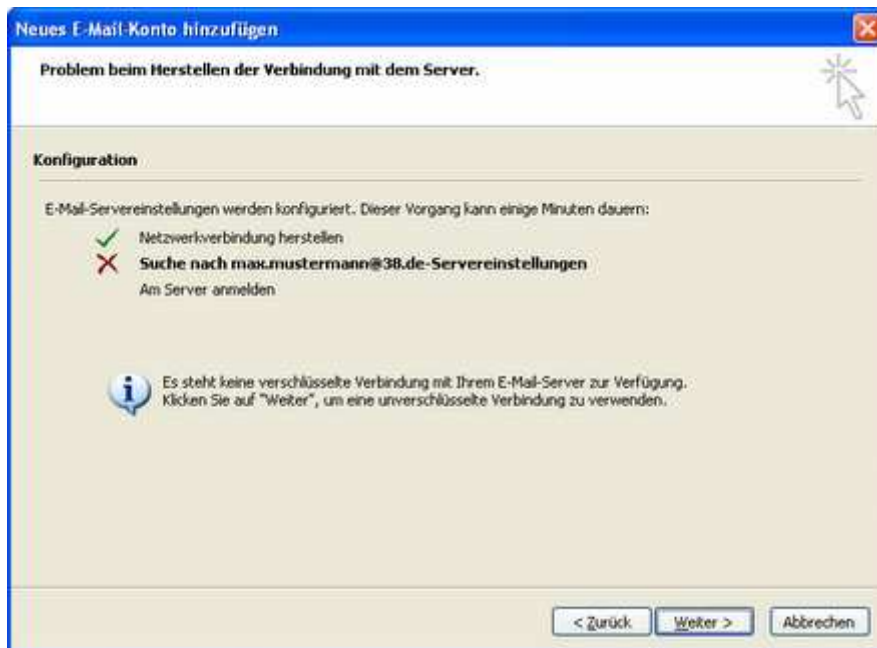 Neues E-Mail-Konto hinzufügen
Problem beim Herstellen der Verbindung mit dem Server.
Konfiguration
E-Mail-Servereinstellungen werden konfiguriert. Dieser Vorgang kann einige Minuten dauern:
Netzwerkverbindung herstellen
Suche nach max.mustermann@38.de-Servereinstellungen
Am Server anmelden
Es steht keine verschlüsselte Verbindung mit Ihrem E-Mail-Server zur Verfügung.
Klicken Sie auf "Weiter", um eine unverschlüsselte Verbindung zu verwenden.
< Zurück Weiter > Abbrechen